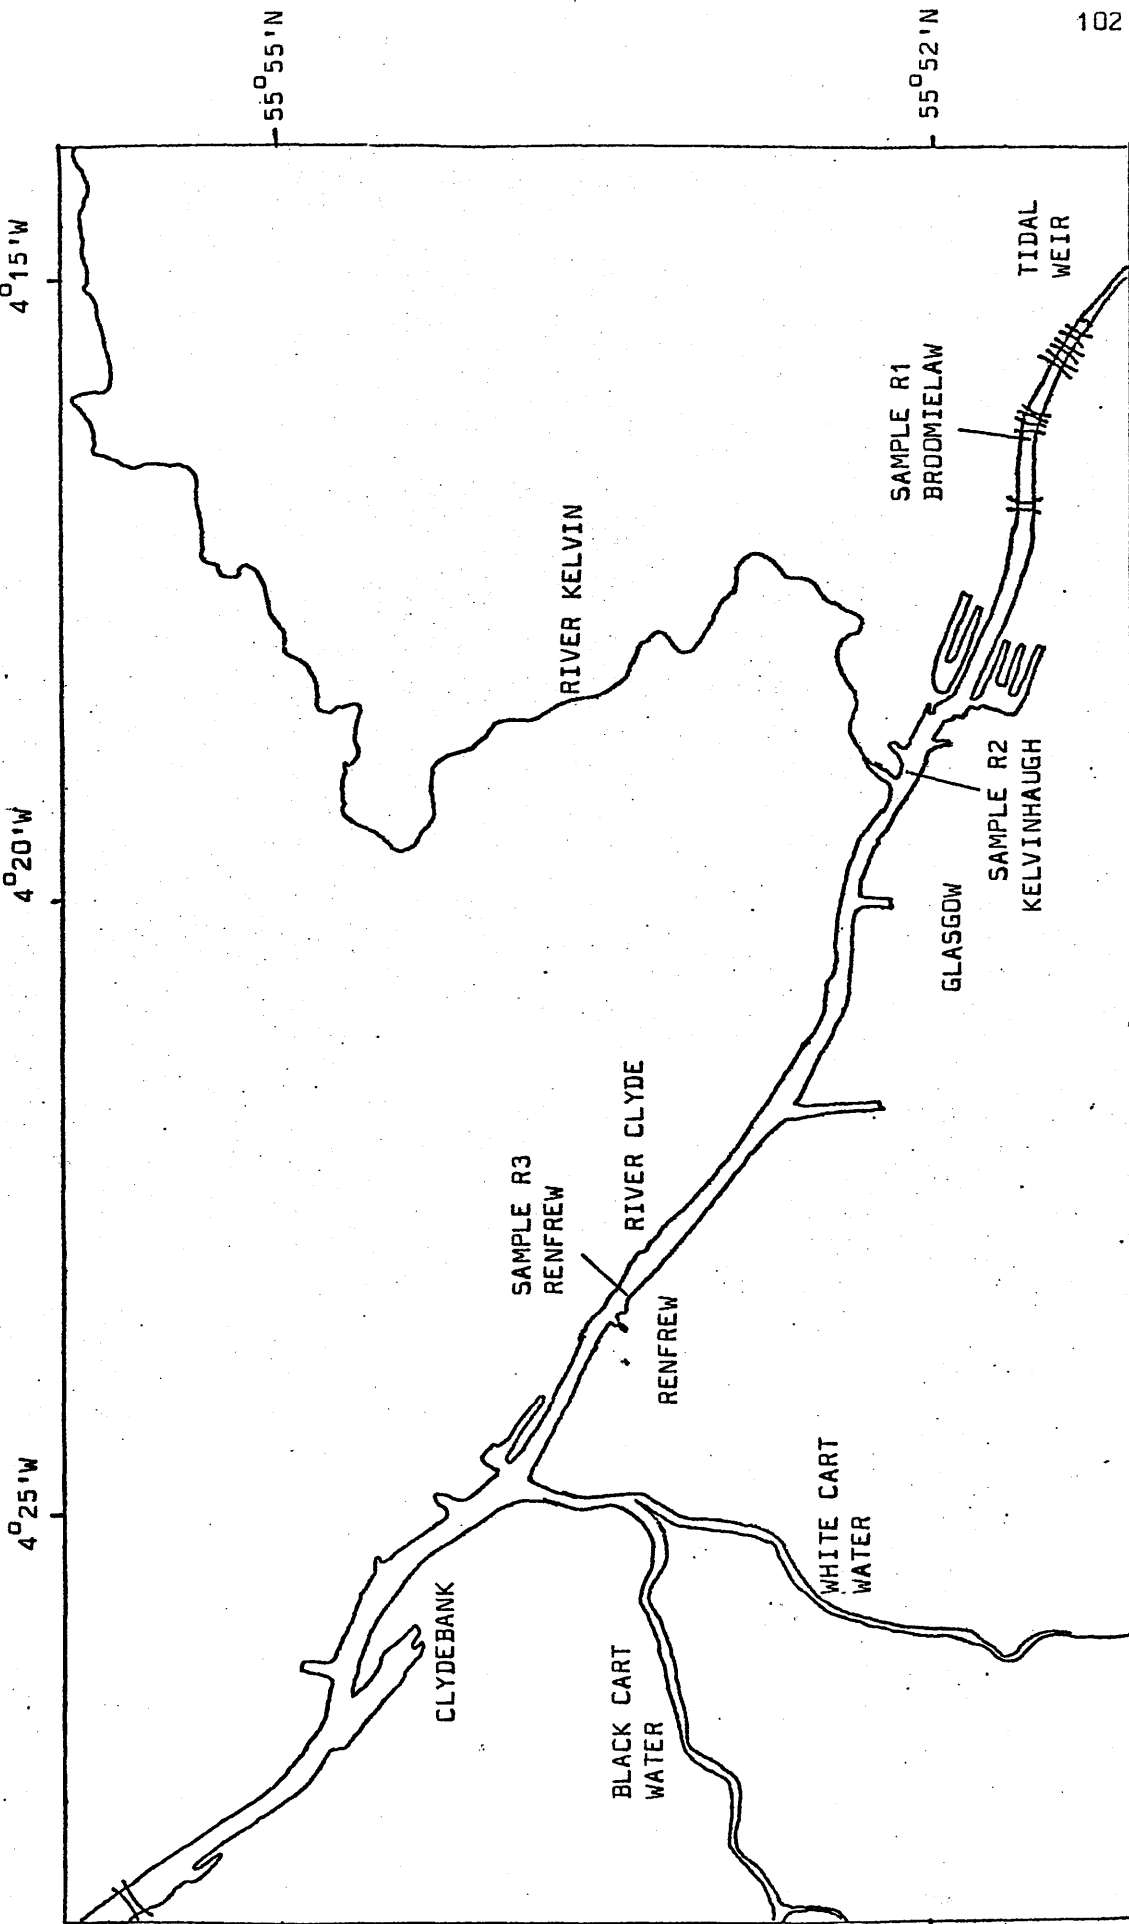 102
4°25'W
4°20'W
4°15'W
55°55'N
55°52'N
CLYDEBANK
SAMPLE R3
RENFREW
RIVER CLYDE
RENFREW
BLACK CART
WATER
WHITE CART
WATER
RIVER KELVIN
SAMPLE R1
BROOMIELAW
TIDAL
WEIR
GLASGOW
SAMPLE R2
KELVINHAUGH